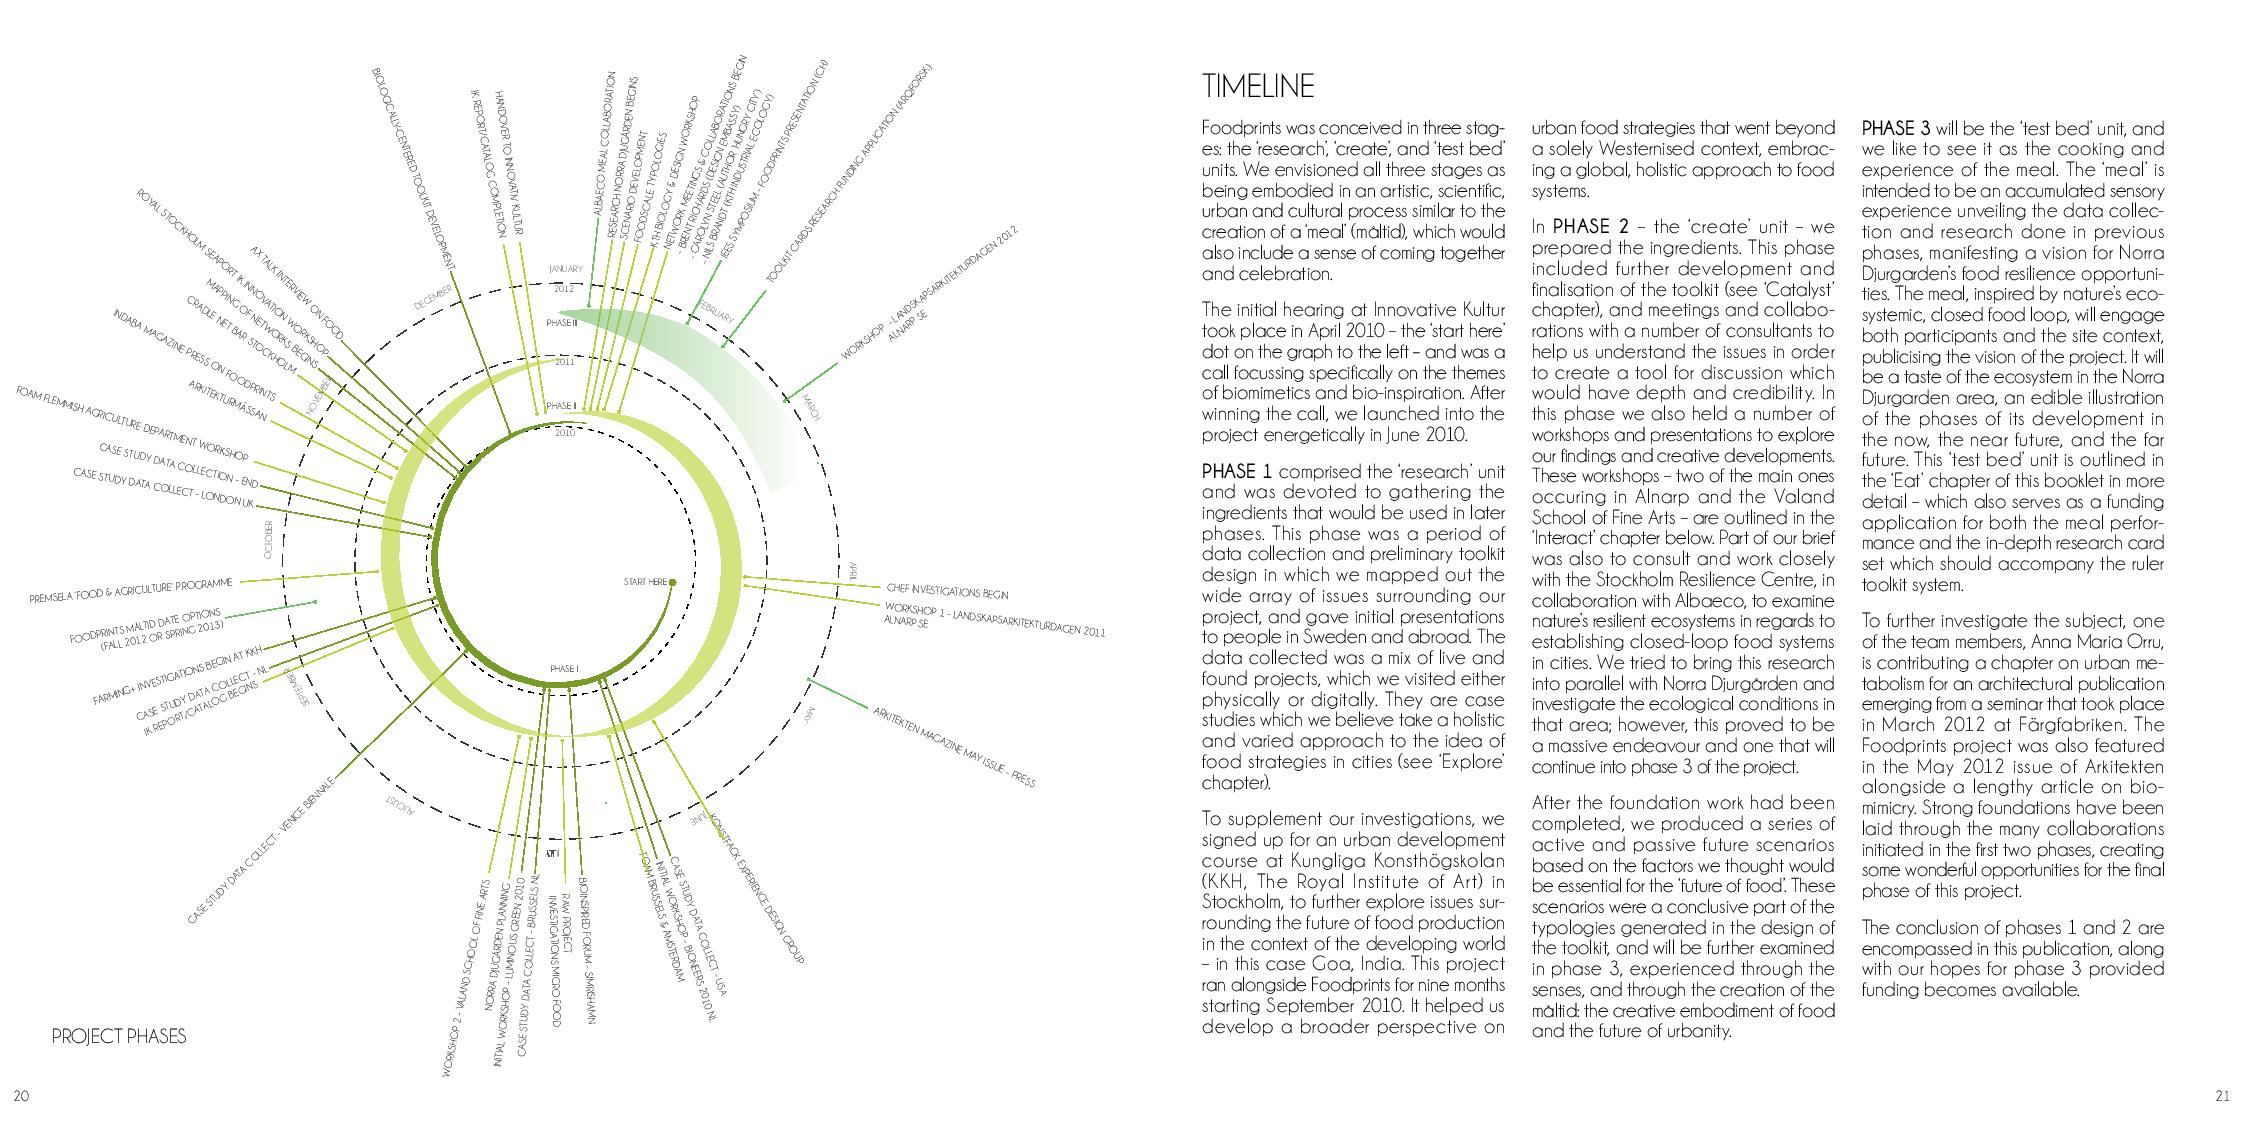 BIOLOGICALLY-CENTERED TOOLKIT DEVELOPMENT
IK REPORT/CATALOG COMPLETION
HANDOVER TO INNOVATIV KULTUR
ALBAECO MEAL COLLABORATION
RESEARCH NORRA DJUGARDEN BEGINS
SCENARIO DEVELOPMENT
FOODSCALE TYPOLOGIES
KTH BIOLOGY & DESIGN WORKSHOP
NETWORK MEETINGS & COLLABORATIONS BEGIN
- BRENT RICHARDS (DESIGN EMBASSY)
- CAROLYN STEEL (AUTHOR 'HUNGRY CITY')
- NILS BRANDT (KTH INDUSTRIAL ECOLOGY)
IEES SYMPOSIUM - FOODPRINTS PRESENTATION (CH)
TOOLKIT CARDS RESEARCH FUNDING APPLICATION (ARQ/FORSK)
WORKSHOP - LANDSKAPSARKITEKTURDAGEN 2012
ALNARP SE
CHEF INVESTIGATIONS BEGIN
WORKSHOP 1 - LANDSKAPSARKITEKTURDAGEN 2011
ALNARP SE
ARKITEKTEN MAGAZINE MAY ISSUE - PRESS
KONSTFACK EXPERIENCE DESIGN GROUP
CASE STUDY DATA COLLECT - USA
INITIAL WORKSHOP - BIONEERS 2010 NL
FOAM BRUSSELS & AMSTERDAM
BIOINSPIRED FORUM - SIMRISHAMN
RAW PROJECT
INVESTIGATIONS MICRO FOOD
CASE STUDY DATA COLLECT - BRUSSELS NL
INITIAL WORKSHOP - LUMINOUS GREEN 2010
NORRA DJUGARDEN PLANNING
WORKSHOP 2 - VALAND SCHOOL OF FINE ARTS
CASE STUDY DATA COLLECT - VENICE BIENNALE
IK REPORT/CATALOG BEGINS
CASE STUDY DATA COLLECT - NL
FARMING+ INVESTIGATIONS BEGIN AT KKH
FOODPRINTS MÅLTID DATE OPTIONS
(FALL 2012 OR SPRING 2013)
PREMSELA 'FOOD & AGRICULTURE' PROGRAMME
CASE STUDY DATA COLLECT - LONDON UK
CASE STUDY DATA COLLECTION - END
FOAM FLEMMISH AGRICULTURE DEPARTMENT WORKSHOP
ARKITEKTURMÄSSAN
INDABA MAGAZINE PRESS ON FOODPRINTS
CRADLE NET BAR STOCKHOLM
MAPPING OF NETWORKS BEGINS
ROYAL STOCKHOLM SEAPORT IK INNOVATION WORKSHOP
AX TALK INTERVIEW ON FOOD
JANUARY
FEBRUARY
MARCH
APRIL
MAY
JUNE
AUGUST
SEPTEMBER
OCTOBER
NOVEMBER
DECEMBER
2012
PHASE III
2011
PHASE II
2010
START HERE
PHASE I
PROJECT PHASES
20
TIMELINE
Foodprints was conceived in three stag-
es: the 'research', 'create', and 'test bed'
units. We envisioned all three stages as
being embodied in an artistic, scientific,
urban and cultural process similar to the
creation of a 'meal' (måltid), which would
also include a sense of coming together
and celebration.
The initial hearing at Innovative Kultur
took place in April 2010 – the 'start here'
dot on the graph to the left – and was a
call focussing specifically on the themes
of biomimetics and bio-inspiration. After
winning the call, we launched into the
project energetically in June 2010.
PHASE 1 comprised the 'research' unit
and was devoted to gathering the
ingredients that would be used in later
phases. This phase was a period of
data collection and preliminary toolkit
design in which we mapped out the
wide array of issues surrounding our
project, and gave initial presentations
to people in Sweden and abroad. The
data collected was a mix of live and
found projects, which we visited either
physically or digitally. They are case
studies which we believe take a holistic
and varied approach to the idea of
food strategies in cities (see 'Explore'
chapter).
To supplement our investigations, we
signed up for an urban development
course at Kungliga Konsthögskolan
(KKH, The Royal Institute of Art) in
Stockholm, to further explore issues sur-
rounding the future of food production
in the context of the developing world
– in this case Goa, India. This project
ran alongside Foodprints for nine months
starting September 2010. It helped us
develop a broader perspective on
urban food strategies that went beyond
a solely Westernised context, embrac-
ing a global, holistic approach to food
systems.
In PHASE 2 – the 'create' unit – we
prepared the ingredients. This phase
included further development and
finalisation of the toolkit (see 'Catalyst'
chapter), and meetings and collabo-
rations with a number of consultants to
help us understand the issues in order
to create a tool for discussion which
would have depth and credibility. In
this phase we also held a number of
workshops and presentations to explore
our findings and creative developments.
These workshops – two of the main ones
occuring in Alnarp and the Valand
School of Fine Arts – are outlined in the
'Interact' chapter below. Part of our brief
was also to consult and work closely
with the Stockholm Resilience Centre, in
collaboration with Albaeco, to examine
nature's resilient ecosystems in regards to
establishing closed-loop food systems
in cities. We tried to bring this research
into parallel with Norra Djurgården and
investigate the ecological conditions in
that area; however, this proved to be
a massive endeavour and one that will
continue into phase 3 of the project.
After the foundation work had been
completed, we produced a series of
active and passive future scenarios
based on the factors we thought would
be essential for the 'future of food'. These
scenarios were a conclusive part of the
typologies generated in the design of
the toolkit, and will be further examined
in phase 3, experienced through the
senses, and through the creation of the
måltid: the creative embodiment of food
and the future of urbanity.
PHASE 3 will be the 'test bed' unit, and
we like to see it as the cooking and
experience of the meal. The 'meal' is
intended to be an accumulated sensory
experience unveiling the data collec-
tion and research done in previous
phases, manifesting a vision for Norra
Djurgarden's food resilience opportuni-
ties. The meal, inspired by nature's eco-
systemic, closed food loop, will engage
both participants and the site context,
publicising the vision of the project. It will
be a taste of the ecosystem in the Norra
Djurgarden area, an edible illustration
of the phases of its development in
the now, the near future, and the far
future. This 'test bed' unit is outlined in
the 'Eat' chapter of this booklet in more
detail – which also serves as a funding
application for both the meal perfor-
mance and the in-depth research card
set which should accompany the ruler
toolkit system.
To further investigate the subject, one
of the team members, Anna Maria Orru,
is contributing a chapter on urban me-
tabolism for an architectural publication
emerging from a seminar that took place
in March 2012 at Färgfabriken. The
Foodprints project was also featured
in the May 2012 issue of Arkitekten
alongside a lengthy article on bio-
mimicry. Strong foundations have been
laid through the many collaborations
initiated in the first two phases, creating
some wonderful opportunities for the final
phase of this project.
The conclusion of phases 1 and 2 are
encompassed in this publication, along
with our hopes for phase 3 provided
funding becomes available.
21